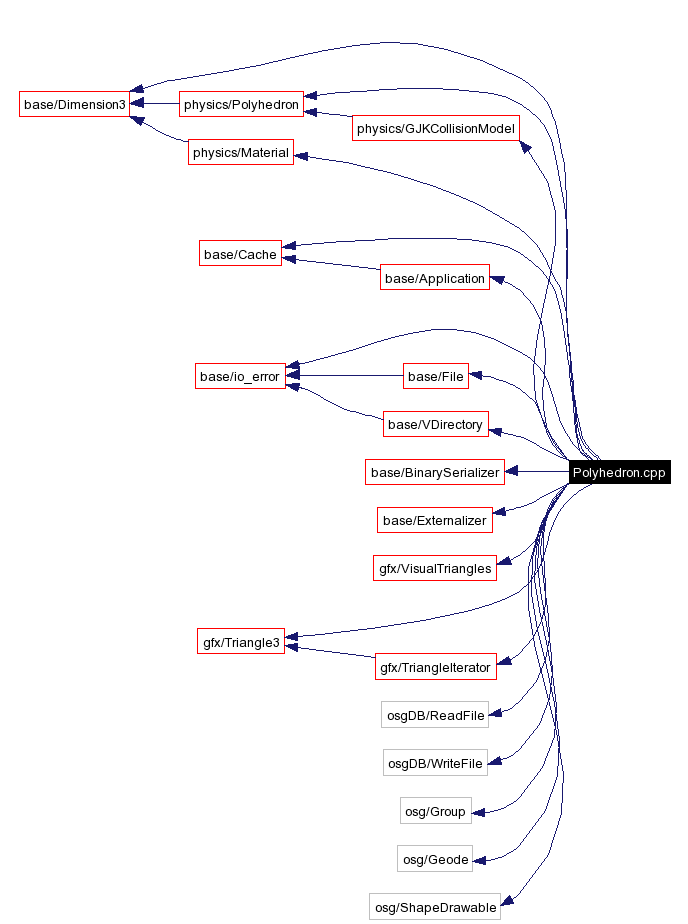 base/Dimension3
physics/Polyhedron
physics/GJKCollisionModel
physics/Material
base/Cache
base/Application
base/io_error
base/File
base/VDirectory
base/BinarySerializer
Polyhedron.cpp
base/Externalizer
gfx/VisualTriangles
gfx/Triangle3
gfx/TriangleIterator
osgDB/ReadFile
osgDB/WriteFile
osg/Group
osg/Geode
osg/ShapeDrawable